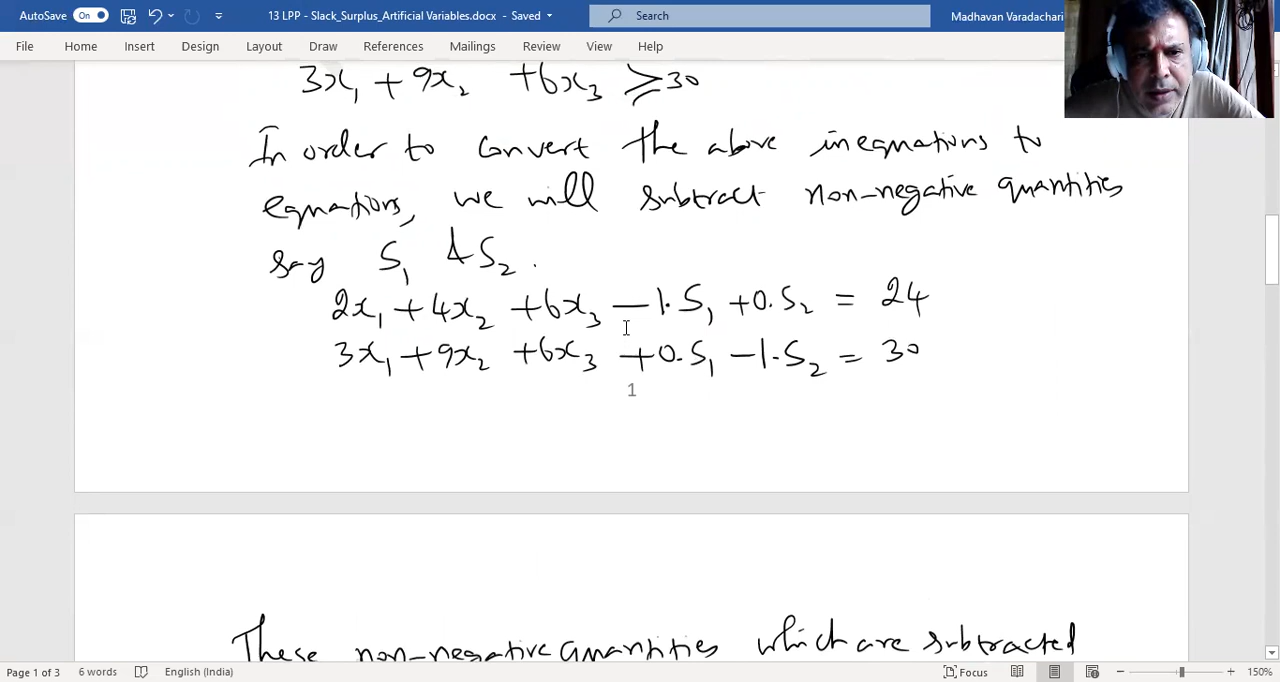 AutoSave On 13 LPP - Slack_Surplus_Artificial Variables.docx - Saved Search Madhavan Varadachari
File Home Insert Design Layout Draw References Mailings Review View Help
3x₁ + 9x₂ + 6x₃ ≥ 30
In order to convert the above inequations to
equations, we will subtract non-negative quantities
say S₁ & S₂.
2x₁ + 4x₂ + 6x₃ - 1.S₁ + 0.S₂ = 24
3x₁ + 9x₂ + 6x₃ + 0.S₁ - 1.S₂ = 30
1
These non-negative quantities which are subtracted
Page 1 of 3 6 words English (India) Focus 150%